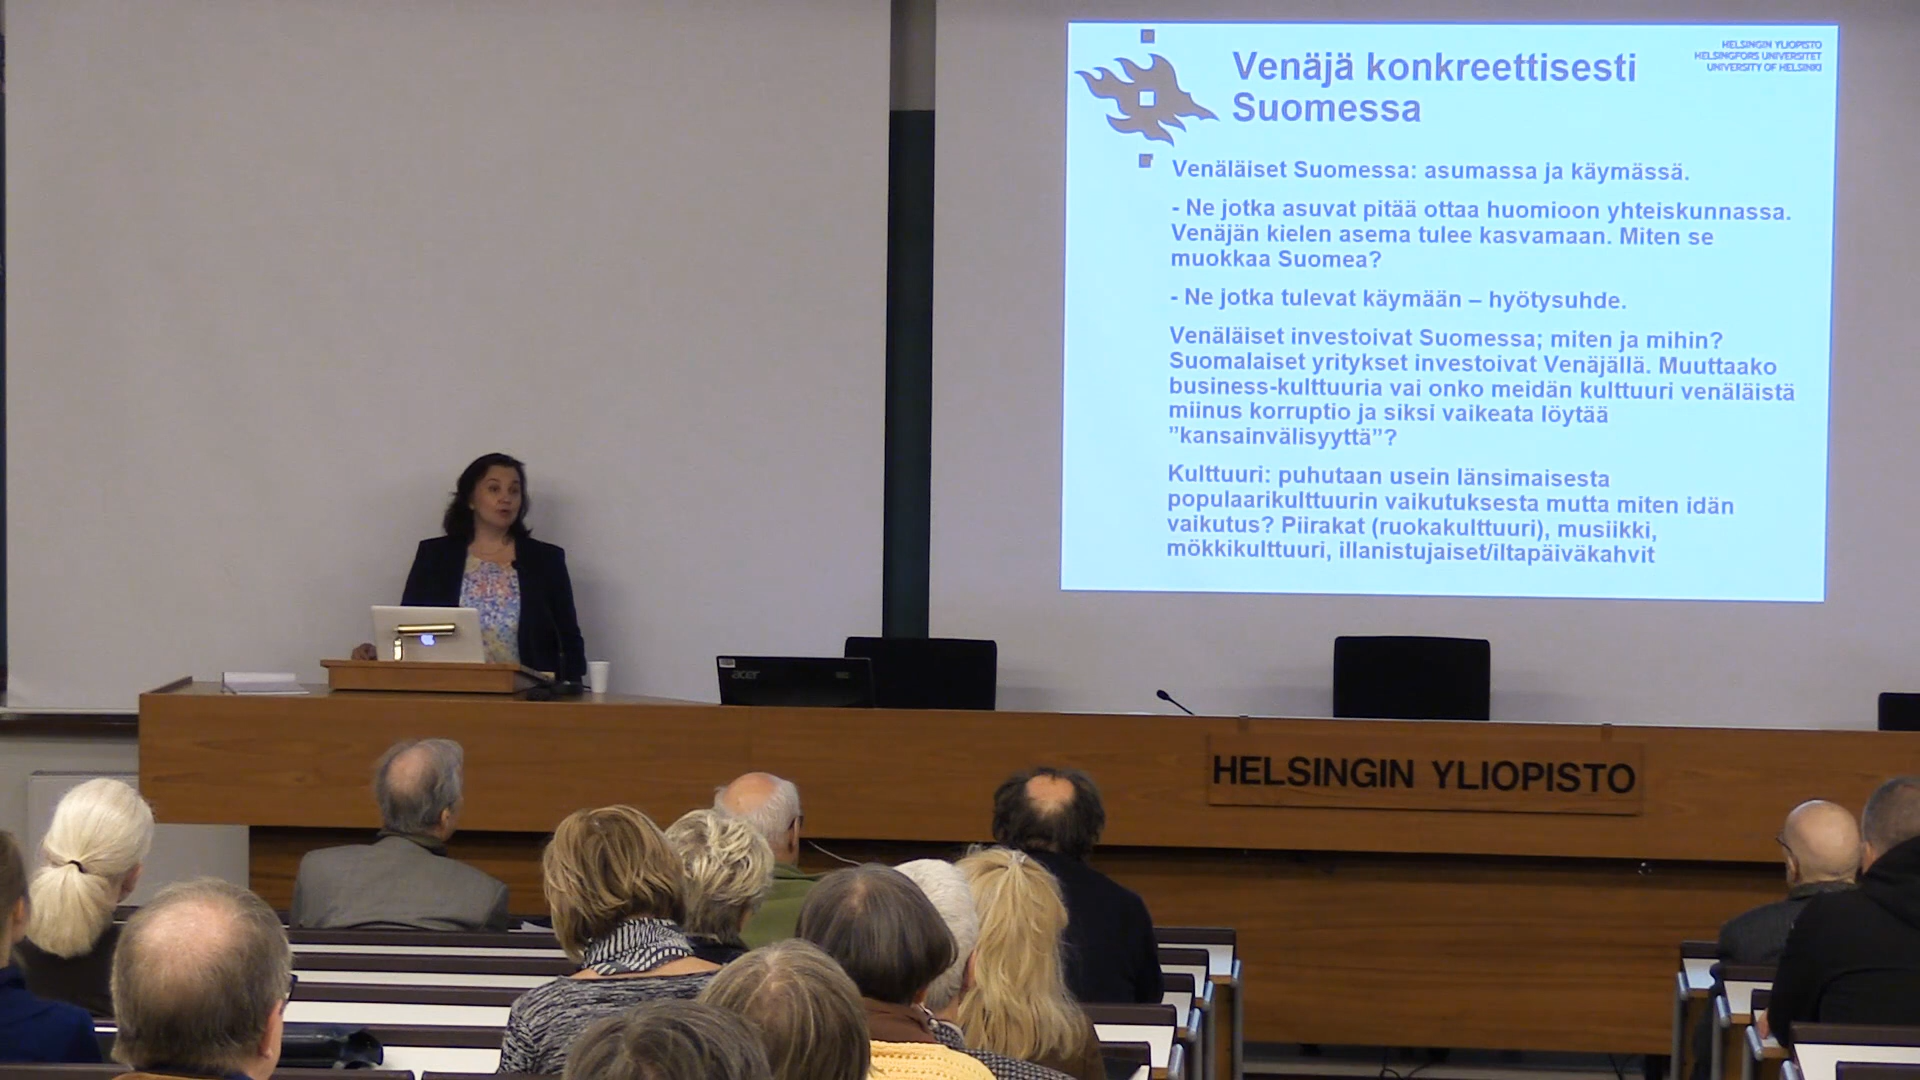 HELSINGIN YLIOPISTO
HELSINGFORS UNIVERSITET
UNIVERSITY OF HELSINKI
Venäjä konkreettisesti
Suomessa
Venäläiset Suomessa: asumassa ja käymässä.
- Ne jotka asuvat pitää ottaa huomioon yhteiskunnassa.
Venäjän kielen asema tulee kasvamaan. Miten se
muokkaa Suomea?
- Ne jotka tulevat käymään – hyötysuhde.
Venäläiset investoivat Suomessa; miten ja mihin?
Suomalaiset yritykset investoivat Venäjällä. Muuttaako
business-kulttuuria vai onko meidän kulttuuri venäläistä
miinus korruptio ja siksi vaikeata löytää
”kansainvälisyyttä”?
Kulttuuri: puhutaan usein länsimaisesta
populaarikulttuurin vaikutuksesta mutta miten idän
vaikutus? Piirakat (ruokakulttuuri), musiikki,
mökkikulttuuri, illanistujaiset/iltapäiväkahvit
acer
HELSINGIN YLIOPISTO